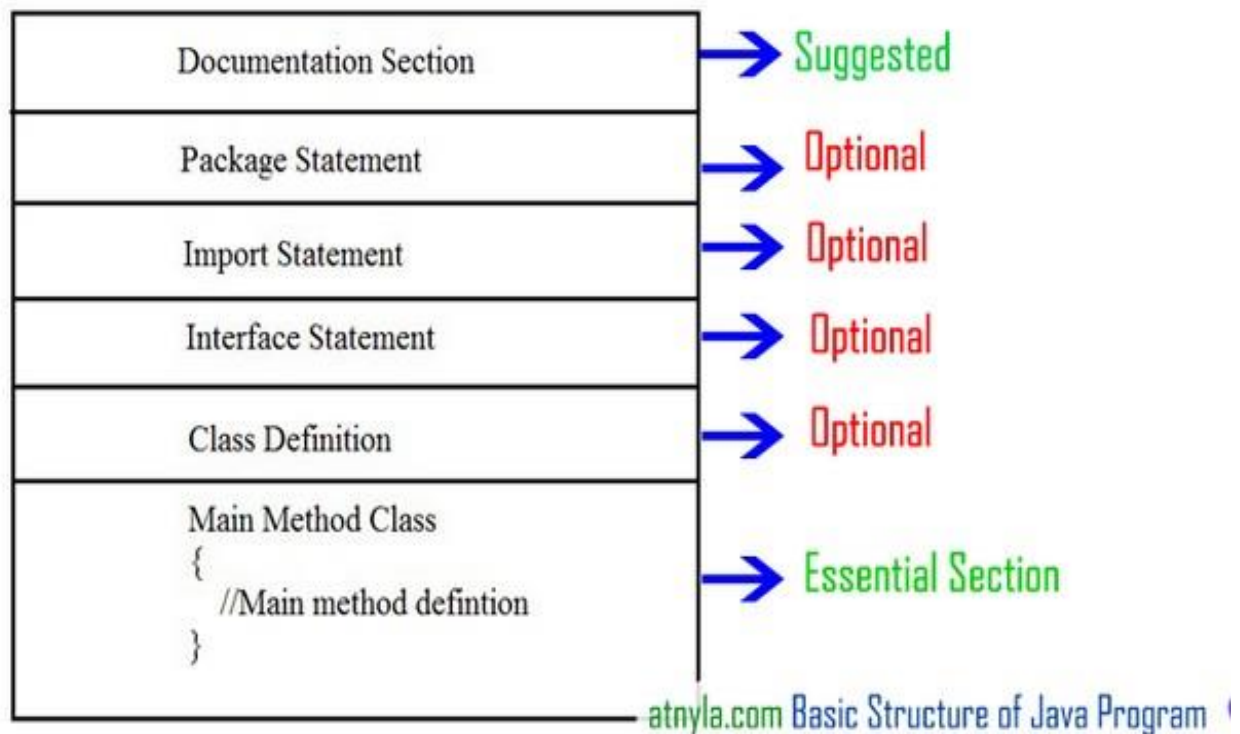 Documentation Section
Suggested
Package Statement
Optional
Import Statement
Optional
Interface Statement
Optional
Class Definition
Optional
Main Method Class
{
//Main method defintion
}
Essential Section
atnyla.com Basic Structure of Java Program